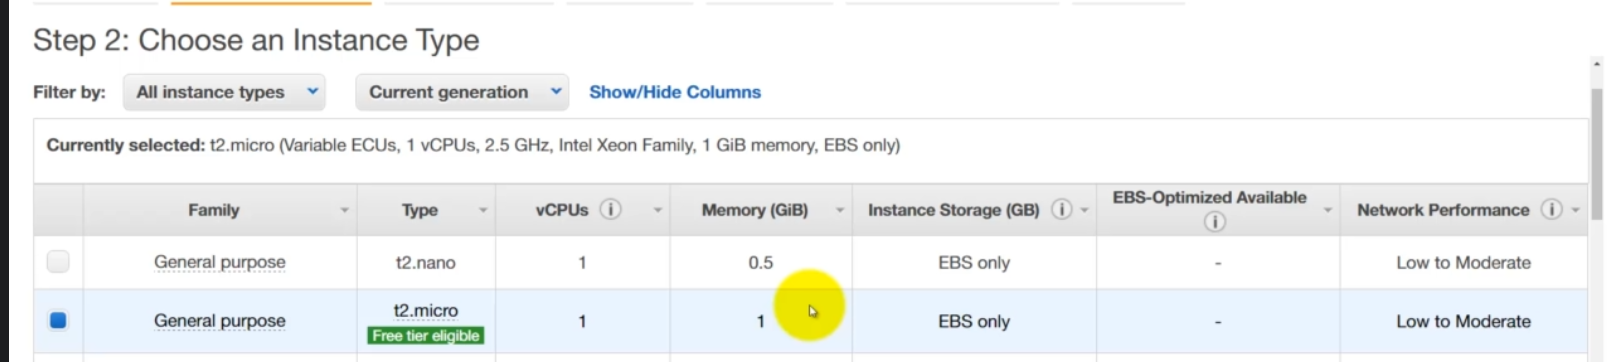 Step 2: Choose an Instance Type
Filter by: All instance types Current generation Show/Hide Columns
Currently selected: t2.micro (Variable ECUs, 1 vCPUs, 2.5 GHz, Intel Xeon Family, 1 GiB memory, EBS only)
Family Type vCPUs Memory (GiB) Instance Storage (GB) EBS-Optimized Available Network Performance
General purpose t2.nano 1 0.5 EBS only - Low to Moderate
General purpose t2.micro 1 1 EBS only - Low to Moderate
Free tier eligible